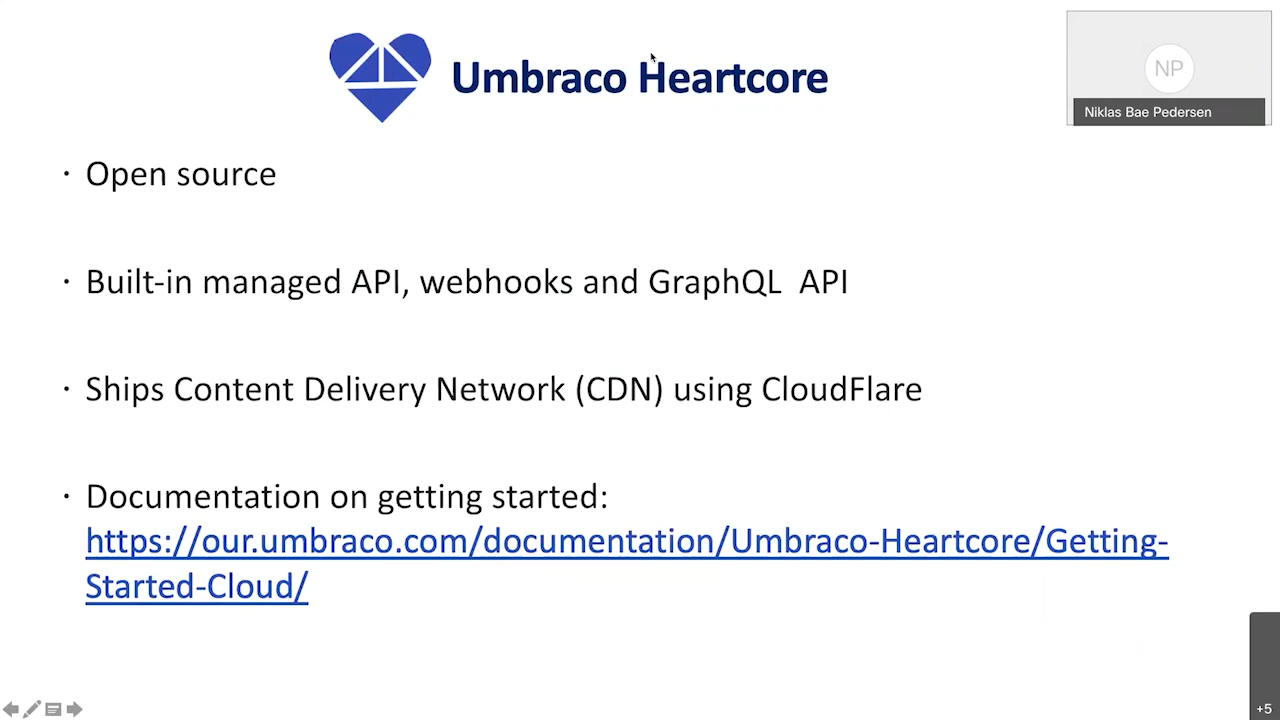 Umbraco Heartcore
NP
Niklas Bae Pedersen
· Open source
· Built-in managed API, webhooks and GraphQL  API
· Ships Content Delivery Network (CDN) using CloudFlare
· Documentation on getting started:
https://our.umbraco.com/documentation/Umbraco-Heartcore/Getting-
Started-Cloud/
+5